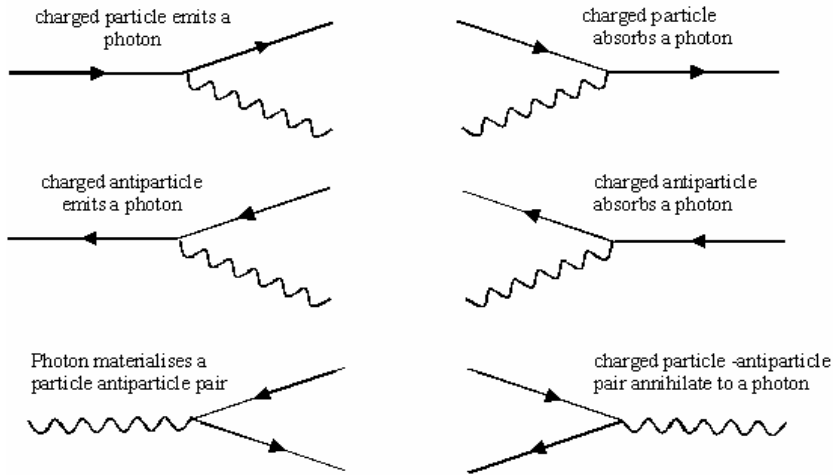 charged particle emits a
photon
charged particle
absorbs a photon
charged antiparticle
emits a photon
charged antiparticle
absorbs a photon
Photon materialises a
particle antiparticle pair
charged particle -antiparticle
pair annihilate to a photon